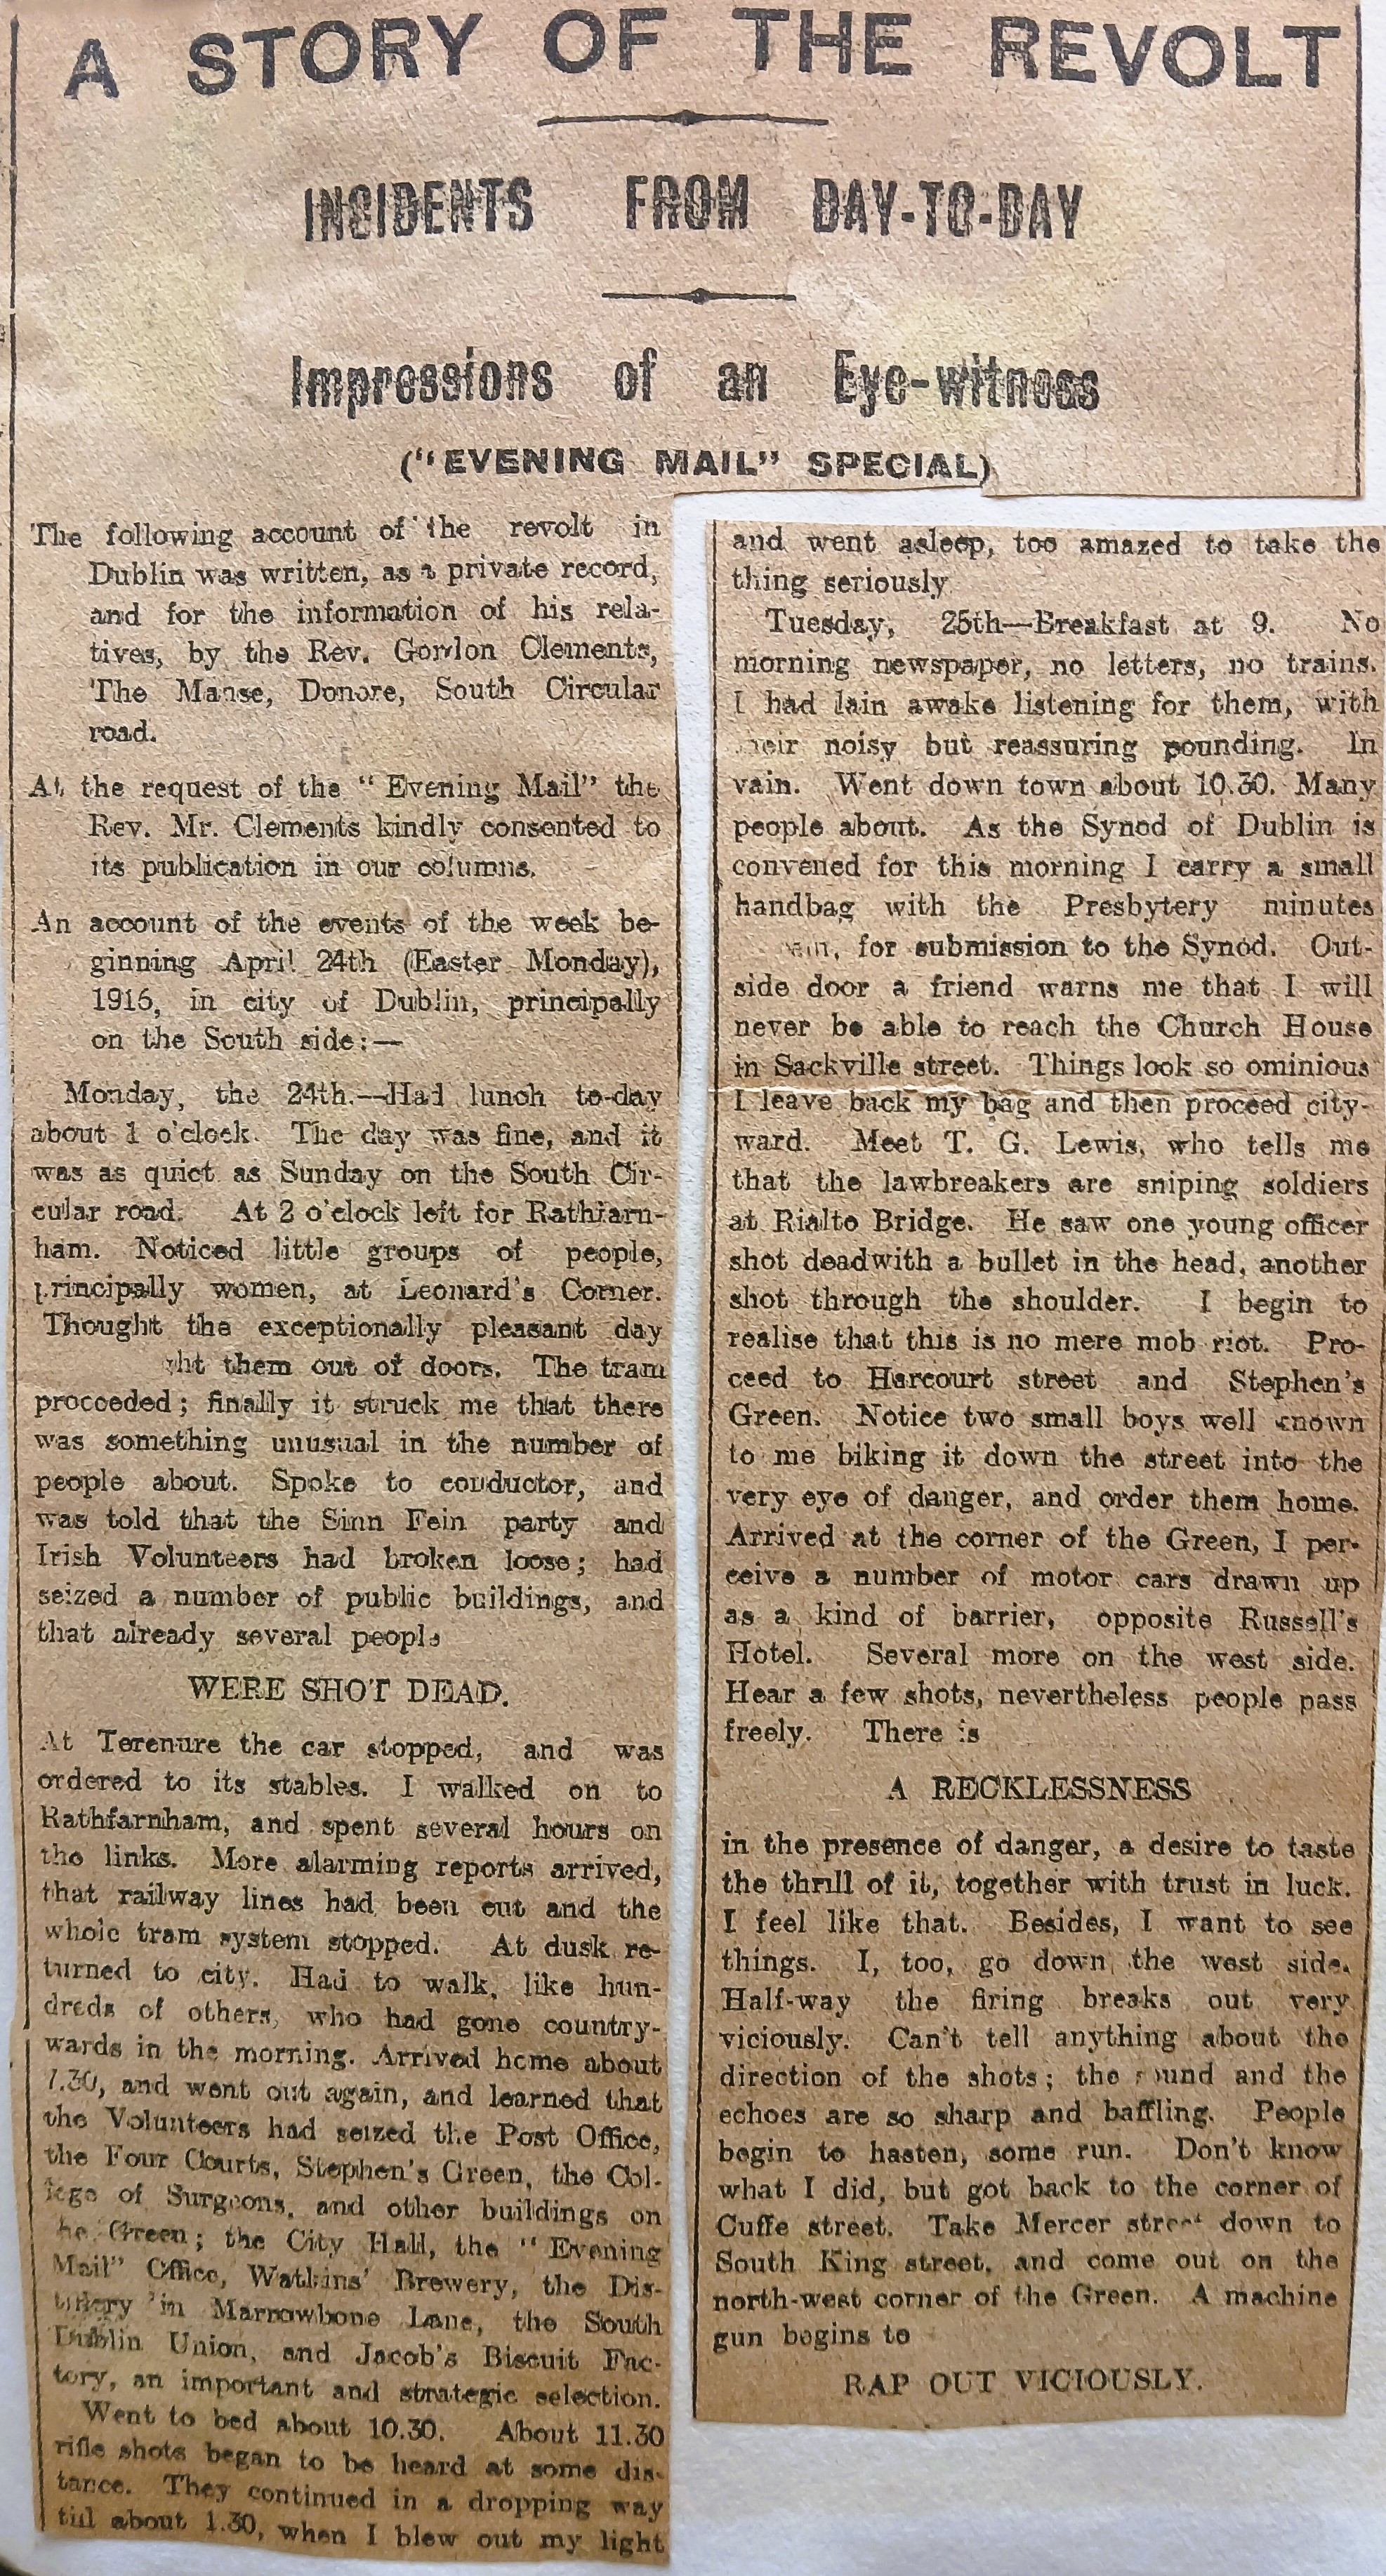 A STORY OF THE REVOLT
INCIDENTS FROM DAY-TO-DAY
Impressions of an Eye-witness
("EVENING MAIL" SPECIAL)
The following account of the revolt in
Dublin was written, as a private record,
and for the information of his rela-
tives, by the Rev. Gordon Clements,
The Manse, Donore, South Circular
road.
At the request of the "Evening Mail" the
Rev. Mr. Clements kindly consented to
its publication in our columns.
An account of the events of the week be-
ginning April 24th (Easter Monday),
1916, in city of Dublin, principally
on the South side:—
Monday, the 24th.—Had lunch to-day
about 1 o'clock. The day was fine, and it
was as quiet as Sunday on the South Cir-
cular road. At 2 o'clock left for Rathfarn-
ham. Noticed little groups of people,
principally women, at Leonard's Corner.
Thought the exceptionally pleasant day
ht them out of doors. The tram
proceeded; finally it struck me that there
was something unusual in the number of
people about. Spoke to conductor, and
was told that the Sinn Fein party and
Irish Volunteers had broken loose; had
seized a number of public buildings, and
that already several people
WERE SHOT DEAD.
At Terenure the car stopped, and was
ordered to its stables. I walked on to
Rathfarnham, and spent several hours on
the links. More alarming reports arrived,
that railway lines had been cut and the
whole tram system stopped. At dusk re-
turned to city. Had to walk, like hun-
dreds of others, who had gone country-
wards in the morning. Arrived home about
7.30, and went out again, and learned that
the Volunteers had seized the Post Office,
the Four Courts, Stephen's Green, the Col-
lege of Surgeons, and other buildings on
he Green; the City Hall, the "Evening
Mail" Office, Watkins' Brewery, the Dis-
tillery in Marrowbone Lane, the South
Dublin Union, and Jacob's Biscuit Fac-
tory, an important and strategic selection.
Went to bed about 10.30. About 11.30
rifle shots began to be heard at some dis-
tance. They continued in a dropping way
till about 1.30, when I blew out my light
and went asleep, too amazed to take the
thing seriously
Tuesday, 25th—Breakfast at 9. No
morning newspaper, no letters, no trains.
I had lain awake listening for them, with
eir noisy but reassuring pounding. In
vain. Went down town about 10.30. Many
people about. As the Synod of Dublin is
convened for this morning I carry a small
handbag with the Presbytery minutes
for submission to the Synod. Out-
side door a friend warns me that I will
never be able to reach the Church House
in Sackville street. Things look so ominious
I leave back my bag and then proceed city-
ward. Meet T. G. Lewis, who tells me
that the lawbreakers are sniping soldiers
at Rialto Bridge. He saw one young officer
shot deadwith a bullet in the head, another
shot through the shoulder. I begin to
realise that this is no mere mob riot. Pro-
ceed to Harcourt street and Stephen's
Green. Notice two small boys well known
to me biking it down the street into the
very eye of danger, and order them home.
Arrived at the corner of the Green, I per-
ceive a number of motor cars drawn up
as a kind of barrier, opposite Russell's
Hotel. Several more on the west side.
Hear a few shots, nevertheless people pass
freely. There is
A RECKLESSNESS
in the presence of danger, a desire to taste
the thrill of it, together with trust in luck.
I feel like that. Besides, I want to see
things. I, too, go down the west side.
Half-way the firing breaks out very
viciously. Can't tell anything about the
direction of the shots; the sound and the
echoes are so sharp and baffling. People
begin to hasten, some run. Don't know
what I did, but got back to the corner of
Cuffe street. Take Mercer street down to
South King street, and come out on the
north-west corner of the Green. A machine
gun begins to
RAP OUT VICIOUSLY.